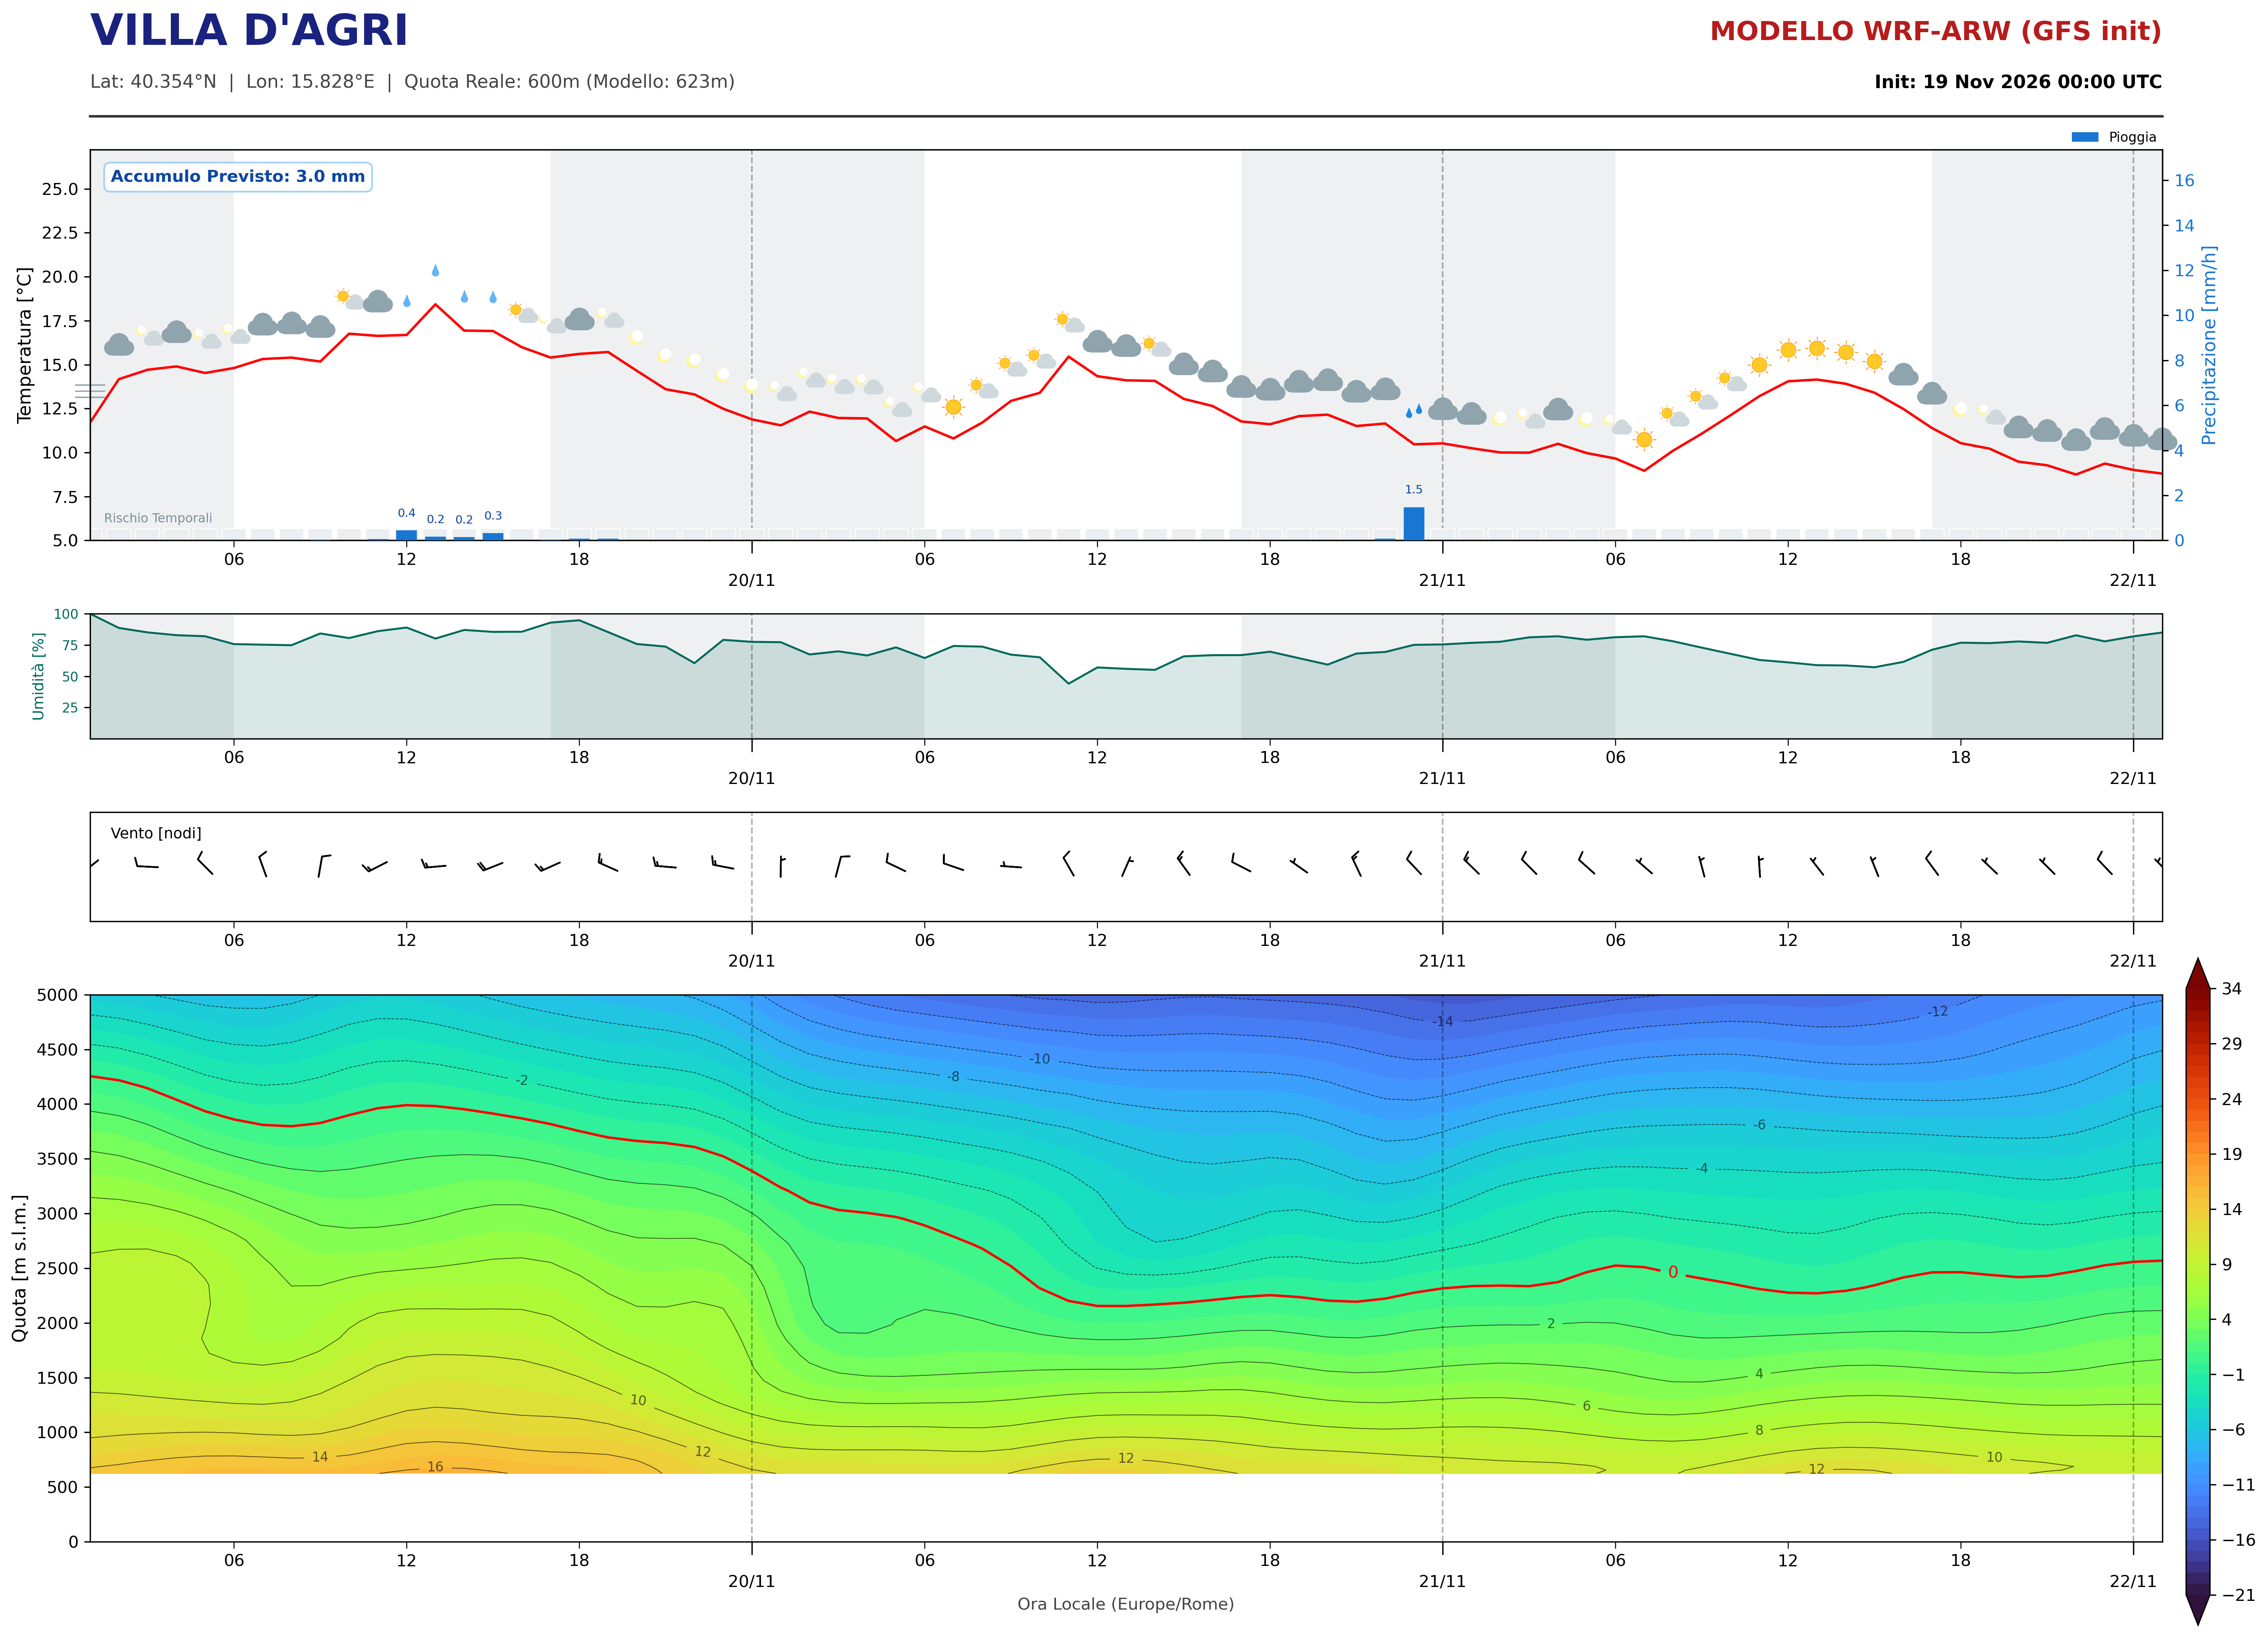 VILLA D'AGRI
MODELLO WRF-ARW (GFS init)
Lat: 40.354°N | Lon: 15.828°E | Quota Reale: 600m (Modello: 623m)
Init: 19 Nov 2026 00:00 UTC
Pioggia
Accumulo Previsto: 3.0 mm
Temperatura [°C]
25.0
22.5
20.0
17.5
15.0
12.5
10.0
7.5
5.0
Precipitazione [mm/h]
16
14
12
10
8
6
4
2
0
Rischio Temporali
0.4 0.2 0.2 0.3 1.5
06 12 18 06 12 18 06 12 18
20/11 21/11 22/11
Umidità [%]
100
75
50
25
06 12 18 06 12 18 06 12 18
20/11 21/11 22/11
Vento [nodi]
06 12 18 06 12 18 06 12 18
20/11 21/11 22/11
Quota [m s.l.m.]
5000
4500
4000
3500
3000
2500
2000
1500
1000
500
0
-12
-14
-10
-8
-2
-6
-4
0
2
4
10
6
8
12
14
12
10
16
12
34
29
24
19
14
9
4
−1
−6
−11
−16
−21
06 12 18 06 12 18 06 12 18
20/11 21/11 22/11
Ora Locale (Europe/Rome)